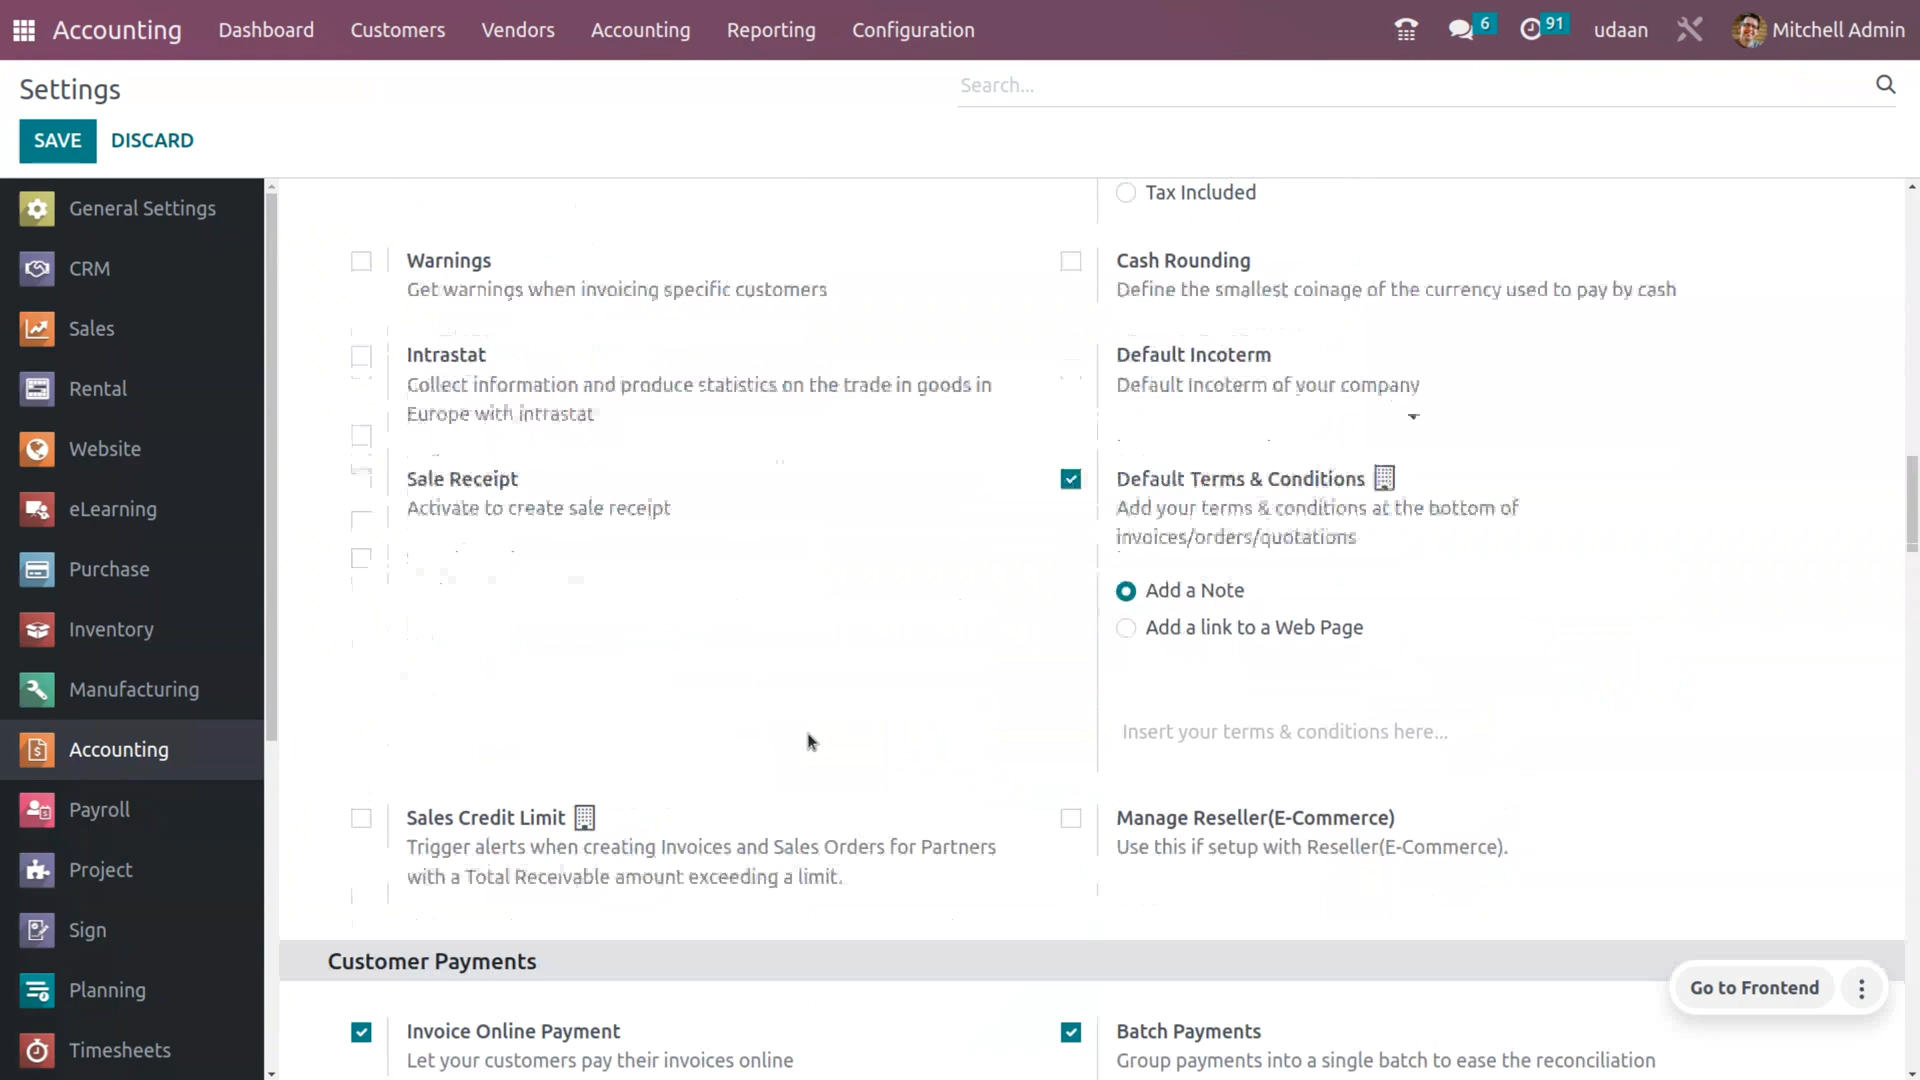 Accounting Dashboard Customers Vendors Accounting Reporting Configuration 6 91 udaan Mitchell Admin
Settings
Search...
SAVE DISCARD
General Settings
CRM
Sales
Rental
Website
eLearning
Purchase
Inventory
Manufacturing
Accounting
Payroll
Project
Sign
Planning
Timesheets
Tax Included
Warnings
Get warnings when invoicing specific customers
Cash Rounding
Define the smallest coinage of the currency used to pay by cash
Intrastat
Collect information and produce statistics on the trade in goods in
Europe with intrastat
Default Incoterm
Default Incoterm of your company
Sale Receipt
Activate to create sale receipt
Default Terms & Conditions
Add your terms & conditions at the bottom of
invoices/orders/quotations
Add a Note
Add a link to a Web Page
Insert your terms & conditions here...
Sales Credit Limit
Trigger alerts when creating Invoices and Sales Orders for Partners
with a Total Receivable amount exceeding a limit.
Manage Reseller(E-Commerce)
Use this if setup with Reseller(E-Commerce).
Customer Payments
Go to Frontend
Invoice Online Payment
Let your customers pay their invoices online
Batch Payments
Group payments into a single batch to ease the reconciliation